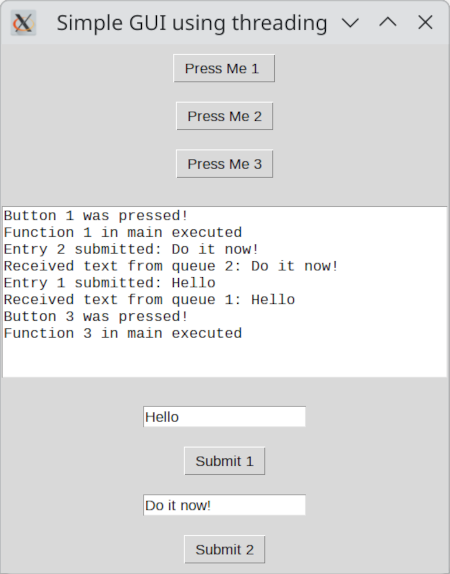 Simple GUI using threading
Press Me 1
Press Me 2
Press Me 3
Button 1 was pressed!
Function 1 in main executed
Entry 2 submitted: Do it now!
Received text from queue 2: Do it now!
Entry 1 submitted: Hello
Received text from queue 1: Hello
Button 3 was pressed!
Function 3 in main executed
Hello
Submit 1
Do it now!
Submit 2